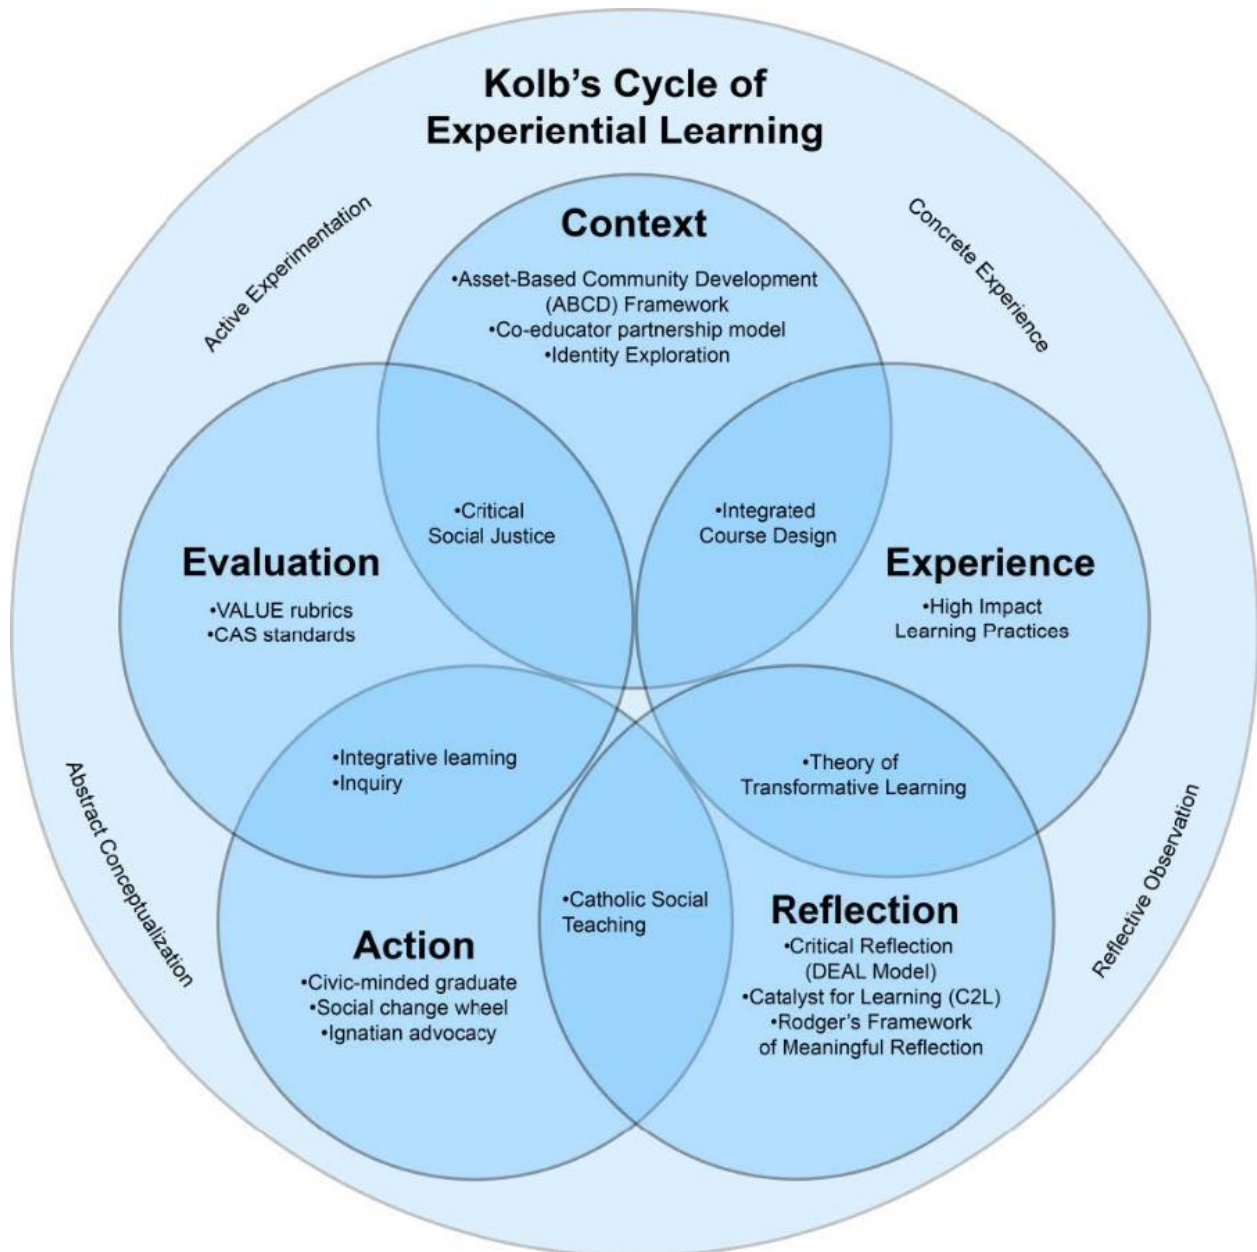 Kolb's Cycle of
Experiential Learning
Active Experimentation
Concrete Experience
Context
•Asset-Based Community Development
(ABCD) Framework
•Co-educator partnership model
•Identity Exploration
•Critical
Social Justice
•Integrated
Course Design
Evaluation
•VALUE rubrics
•CAS standards
Experience
•High Impact
Learning Practices
•Integrative learning
•Inquiry
•Theory of
Transformative Learning
Abstract Conceptualization
Reflective Observation
•Catholic Social
Teaching
Action
•Civic-minded graduate
•Social change wheel
•Ignatian advocacy
Reflection
•Critical Reflection
(DEAL Model)
•Catalyst for Learning (C2L)
•Rodger's Framework
of Meaningful Reflection